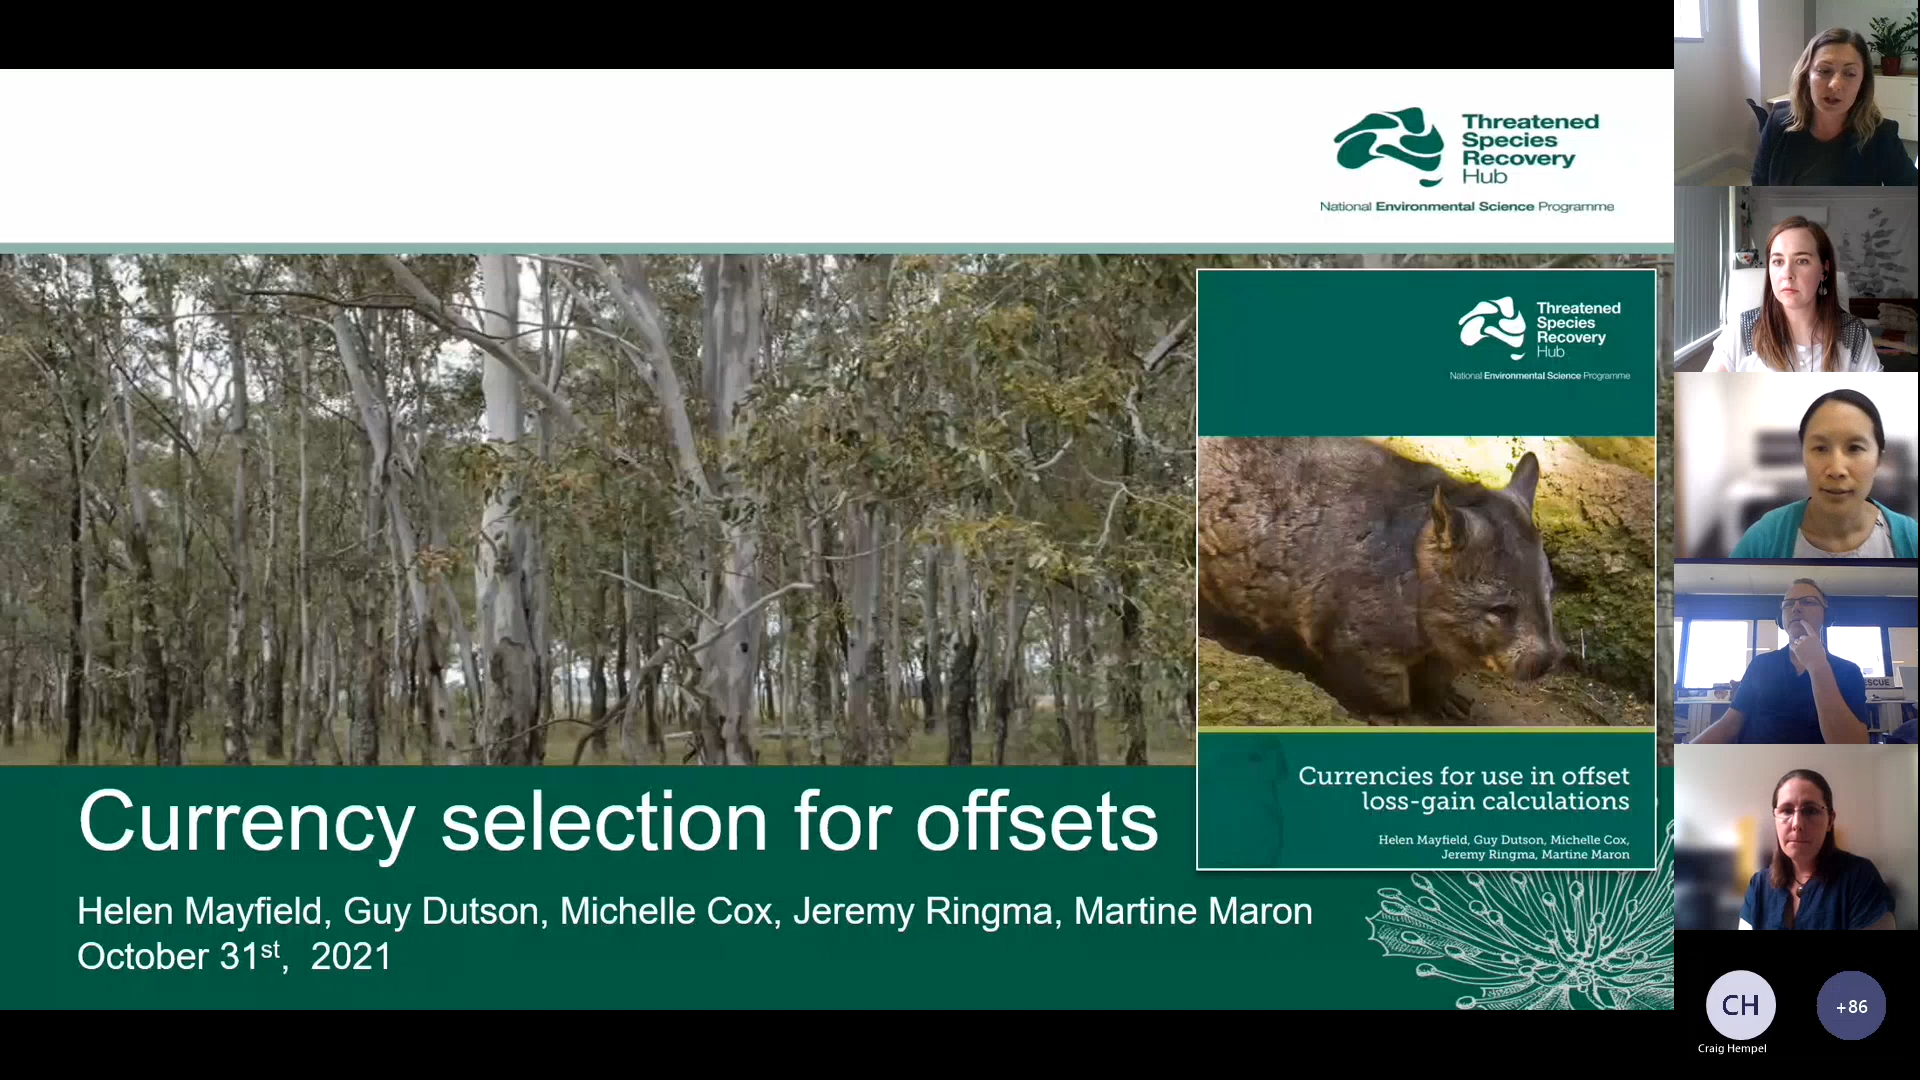 Threatened
Species
Recovery
Hub
National Environmental Science Programme
Threatened
Species
Recovery
Hub
National Environmental Science Programme
Currencies for use in offset
loss-gain calculations
Helen Mayfield, Guy Dutson, Michelle Cox,
Jeremy Ringma, Martine Maron
Currency selection for offsets
Helen Mayfield, Guy Dutson, Michelle Cox, Jeremy Ringma, Martine Maron
October 31st, 2021
ESCUE
CH
+86
Craig Hempel